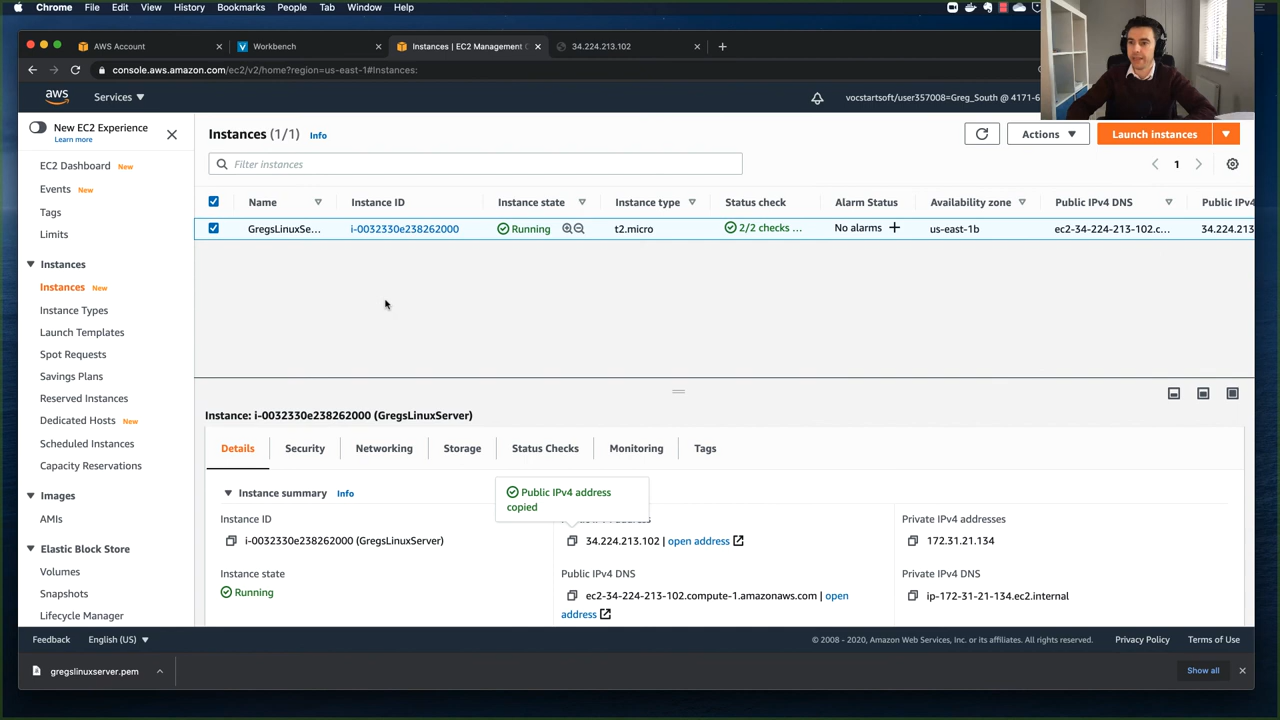 Chrome File Edit View History Bookmarks People Tab Window Help
AWS Account
Workbench
Instances | EC2 Management C
34.224.213.102
console.aws.amazon.com/ec2/v2/home?region=us-east-1#Instances:
aws
Services
vocstartsoft/user357008=Greg_South @ 4171-6
New EC2 Experience
Learn more
EC2 Dashboard New
Events New
Tags
Limits
Instances
Instances New
Instance Types
Launch Templates
Spot Requests
Savings Plans
Reserved Instances
Dedicated Hosts New
Scheduled Instances
Capacity Reservations
Images
AMIs
Elastic Block Store
Volumes
Snapshots
Lifecycle Manager
Instances (1/1) Info
Actions
Launch instances
Filter instances
1
Name Instance ID Instance state Instance type Status check Alarm Status Availability zone Public IPv4 DNS Public IPv4
GregsLinuxSe... i-0032330e238262000 Running t2.micro 2/2 checks ... No alarms us-east-1b ec2-34-224-213-102.c... 34.224.213
Instance: i-0032330e238262000 (GregsLinuxServer)
Details Security Networking Storage Status Checks Monitoring Tags
Instance summary Info
Public IPv4 address
copied
Instance ID
i-0032330e238262000 (GregsLinuxServer)
34.224.213.102 | open address
Private IPv4 addresses
172.31.21.134
Instance state
Running
Public IPv4 DNS
ec2-34-224-213-102.compute-1.amazonaws.com | open
address
Private IPv4 DNS
ip-172-31-21-134.ec2.internal
Feedback English (US)
© 2008 - 2020, Amazon Web Services, Inc. or its affiliates. All rights reserved. Privacy Policy Terms of Use
gregslinuxserver.pem
Show all